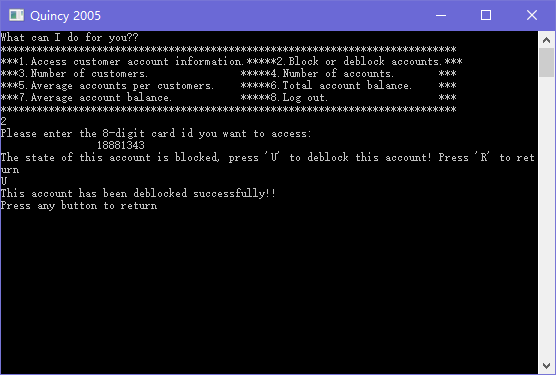 Quincy 2005
What can I do for you??
****************************************************************************
***1.Access customer account information.*****2.Block or deblock accounts.***
***3.Number of customers.               *****4.Number of accounts.       ***
***5.Average accounts per customers.    *****6.Total account balance.    ***
***7.Average account balance.           *****8.Log out.                  ***
****************************************************************************
2
Please enter the 8-digit card id you want to access:
                18881343
The state of this account is blocked, press 'U' to deblock this account! Press 'R' to ret
urn
U
This account has been deblocked successfully!!
Press any button to return